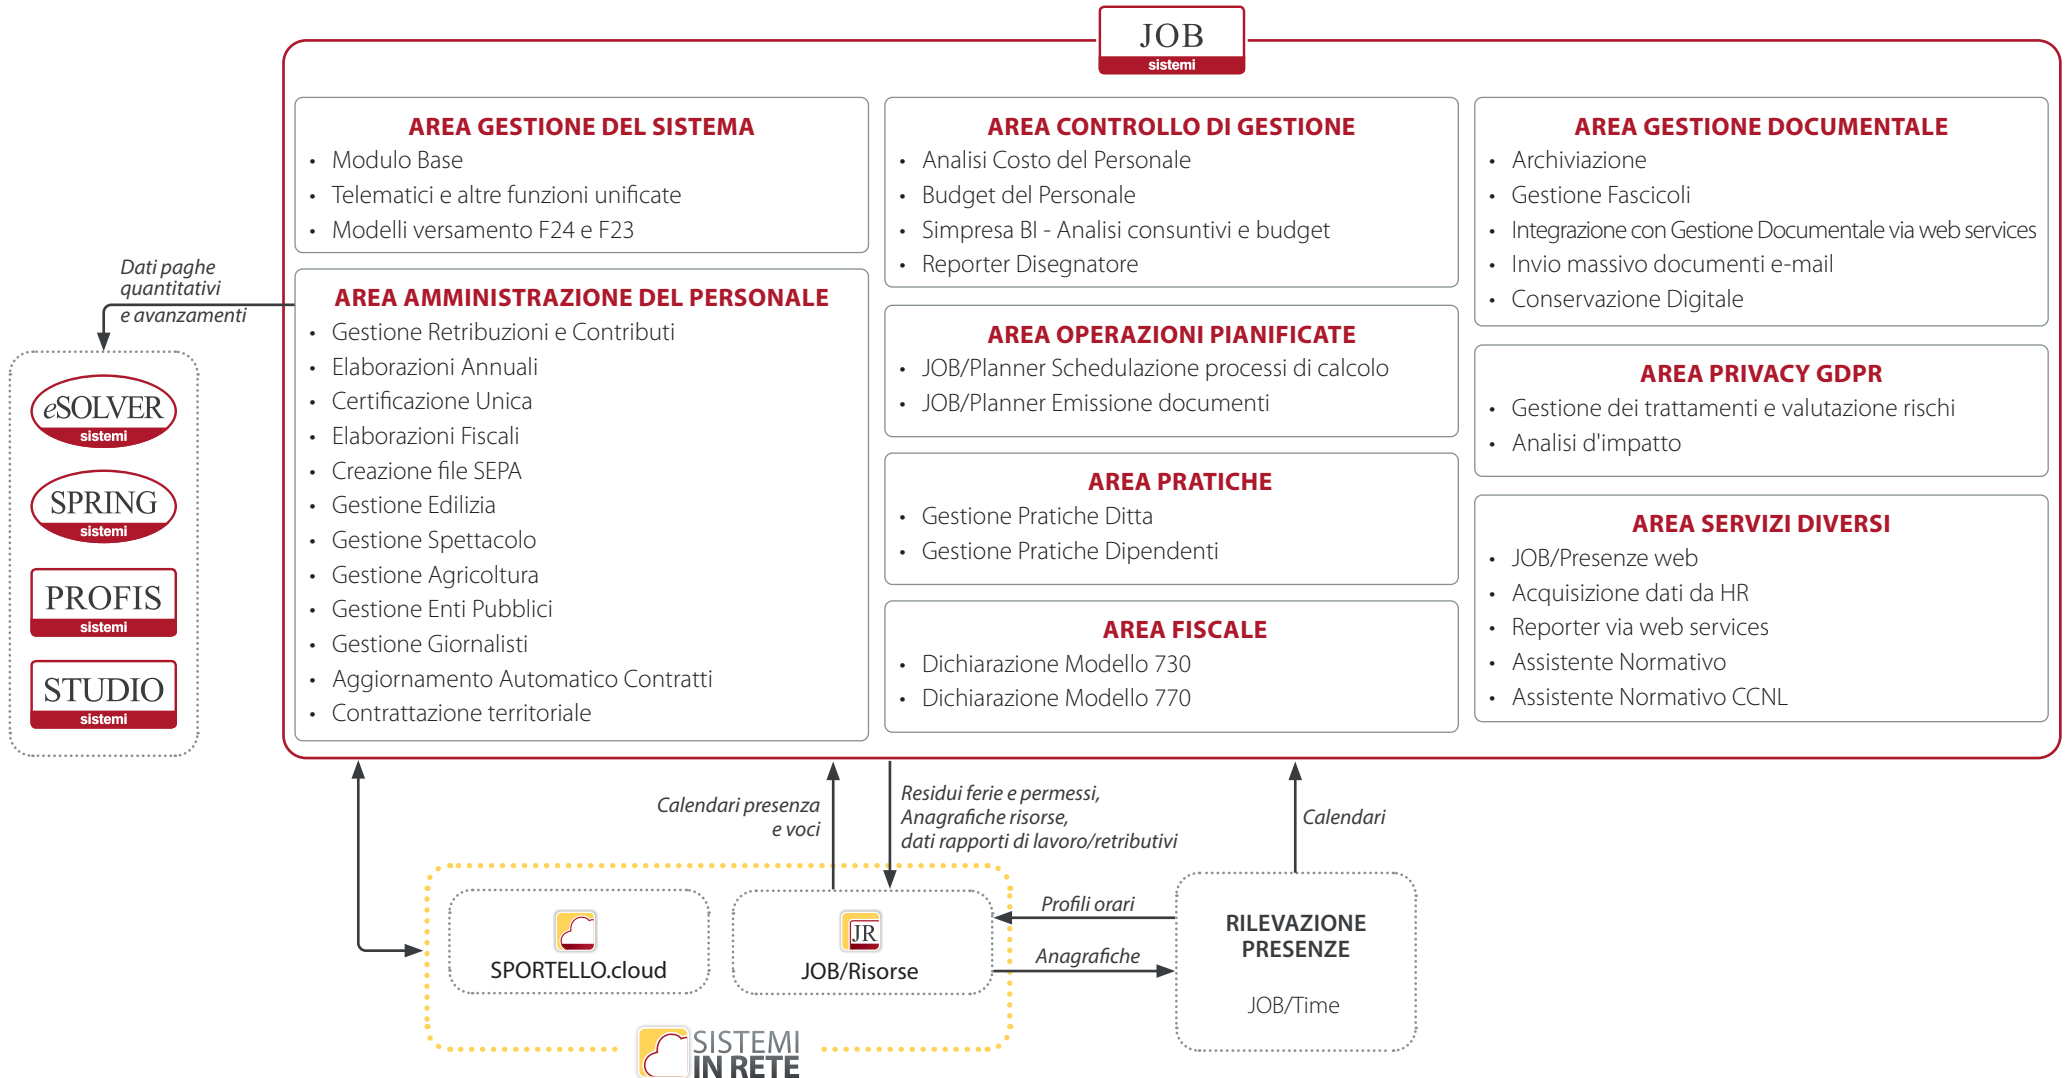 JOB
sistemi
AREA GESTIONE DEL SISTEMA
• Modulo Base
• Telematici e altre funzioni unificate
• Modelli versamento F24 e F23
AREA AMMINISTRAZIONE DEL PERSONALE
• Gestione Retribuzioni e Contributi
• Elaborazioni Annuali
• Certificazione Unica
• Elaborazioni Fiscali
• Creazione file SEPA
• Gestione Edilizia
• Gestione Spettacolo
• Gestione Agricoltura
• Gestione Enti Pubblici
• Gestione Giornalisti
• Aggiornamento Automatico Contratti
• Contrattazione territoriale
AREA CONTROLLO DI GESTIONE
• Analisi Costo del Personale
• Budget del Personale
• Simpresa BI - Analisi consuntivi e budget
• Reporter Disegnatore
AREA OPERAZIONI PIANIFICATE
• JOB/Planner Schedulazione processi di calcolo
• JOB/Planner Emissione documenti
AREA PRATICHE
• Gestione Pratiche Ditta
• Gestione Pratiche Dipendenti
AREA FISCALE
• Dichiarazione Modello 730
• Dichiarazione Modello 770
AREA GESTIONE DOCUMENTALE
• Archiviazione
• Gestione Fascicoli
• Integrazione con Gestione Documentale via web services
• Invio massivo documenti e-mail
• Conservazione Digitale
AREA PRIVACY GDPR
• Gestione dei trattamenti e valutazione rischi
• Analisi d'impatto
AREA SERVIZI DIVERSI
• JOB/Presenze web
• Acquisizione dati da HR
• Reporter via web services
• Assistente Normativo
• Assistente Normativo CCNL
Dati paghe
quantitativi
e avanzamenti
eSOLVER
sistemi
SPRING
sistemi
PROFIS
sistemi
STUDIO
sistemi
Calendari presenza
e voci
Residui ferie e permessi,
Anagrafiche risorse,
dati rapporti di lavoro/retributivi
Calendari
SPORTELLO.cloud
JR
JOB/Risorse
Profili orari
Anagrafiche
RILEVAZIONE
PRESENZE
JOB/Time
SISTEMI
IN RETE